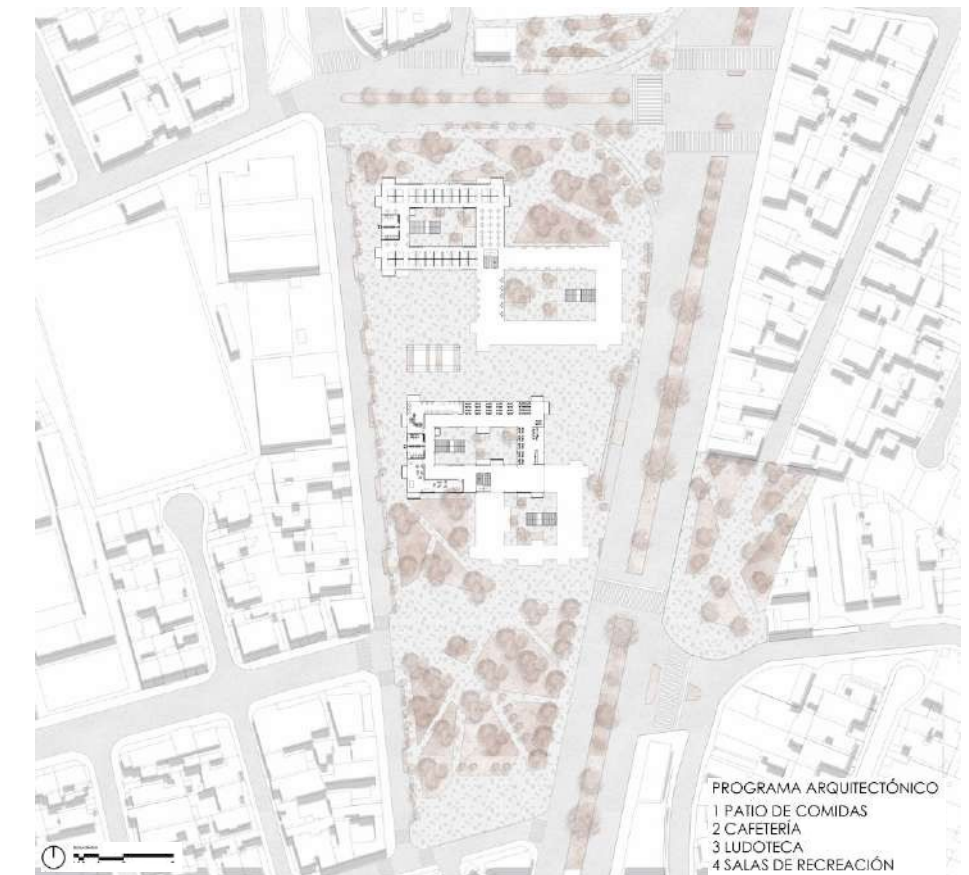 PROGRAMA ARQUITECTÓNICO
1 PATIO DE COMIDAS
2 CAFETERÍA
3 LUDOTECA
4 SALAS DE RECREACIÓN